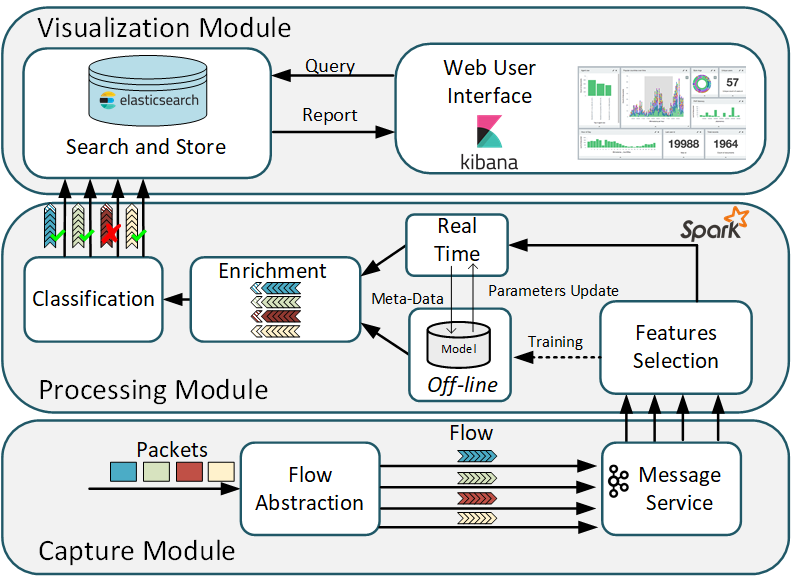 Visualization Module
elasticsearch
Search and Store
Query
Report
Web User
Interface
kibana
57
19988
1964
Spark
Real
Time
Enrichment
Classification
Meta-Data
Parameters Update
Model
Off-line
Training
Features
Selection
Processing Module
Packets
Flow
Abstraction
Flow
Message
Service
Capture Module